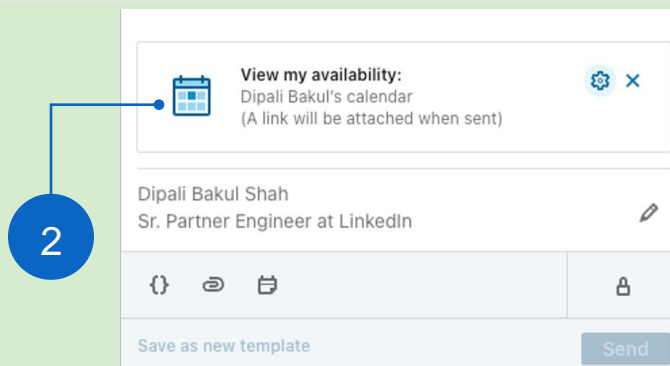 View my availability:
Dipali Bakul's calendar
(A link will be attached when sent)
2
Dipali Bakul Shah
Sr. Partner Engineer at LinkedIn
{}
Save as new template
Send